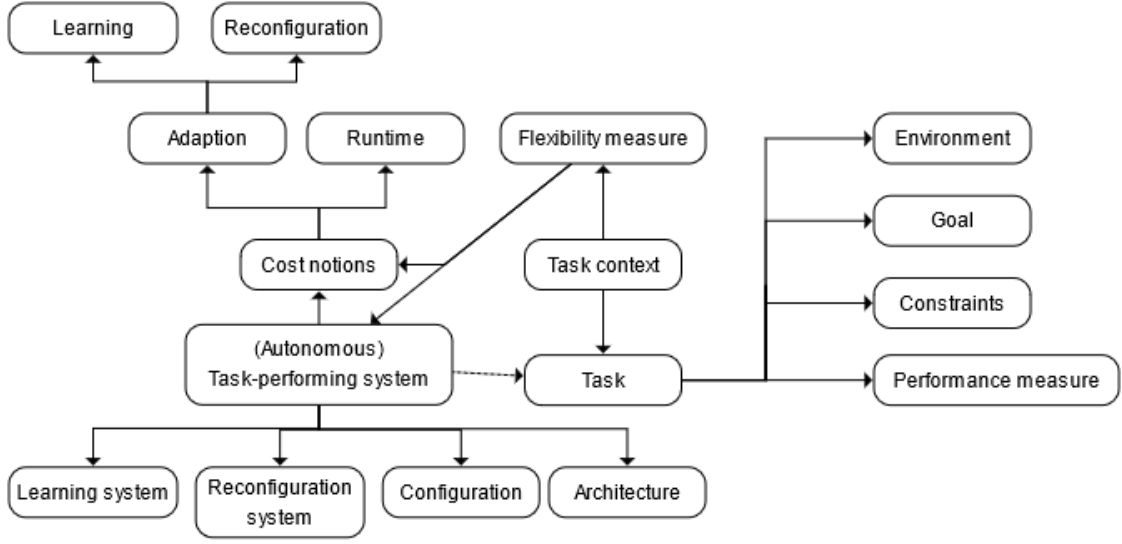 Learning
Reconfiguration
Adaption
Runtime
Flexibility measure
Environment
Goal
Cost notions
Task context
Constraints
(Autonomous)
Task-performing system
Task
Performance measure
Learning system
Reconfiguration
system
Configuration
Architecture